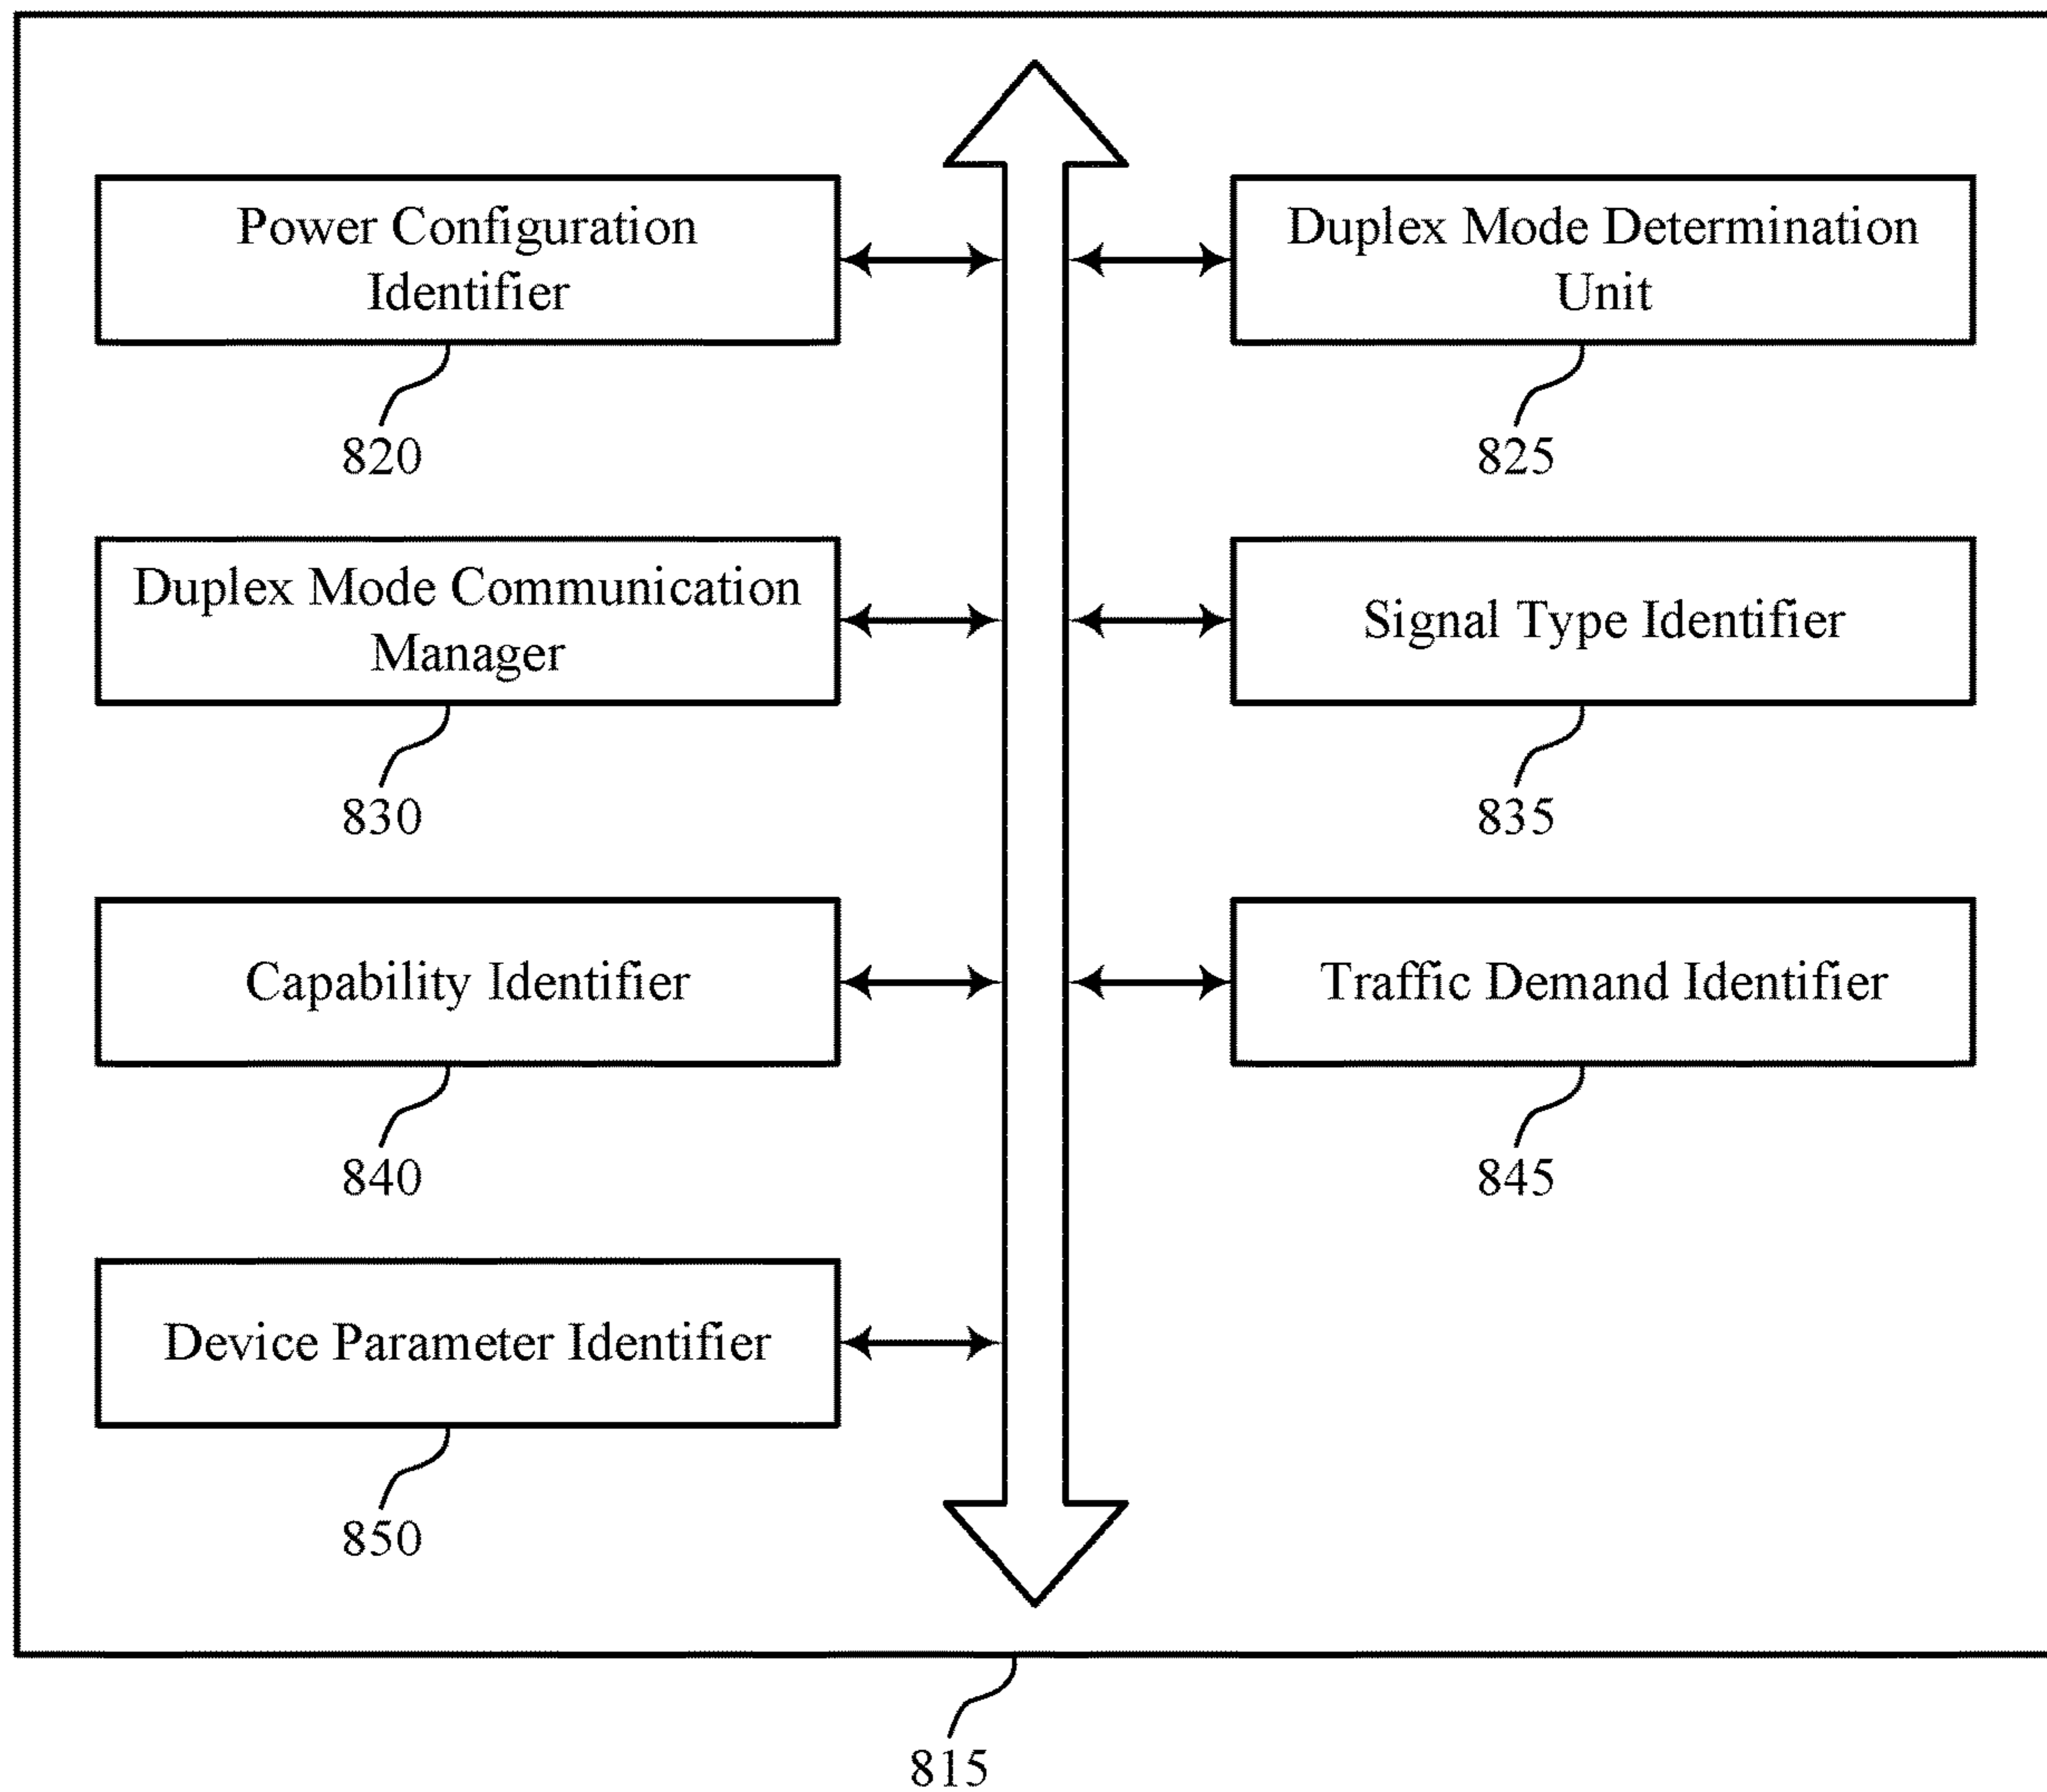 Power Configuration
Identifier
820
Duplex Mode Determination
Unit
825
Duplex Mode Communication
Manager
830
Signal Type Identifier
835
Capability Identifier
840
Traffic Demand Identifier
845
Device Parameter Identifier
850
815